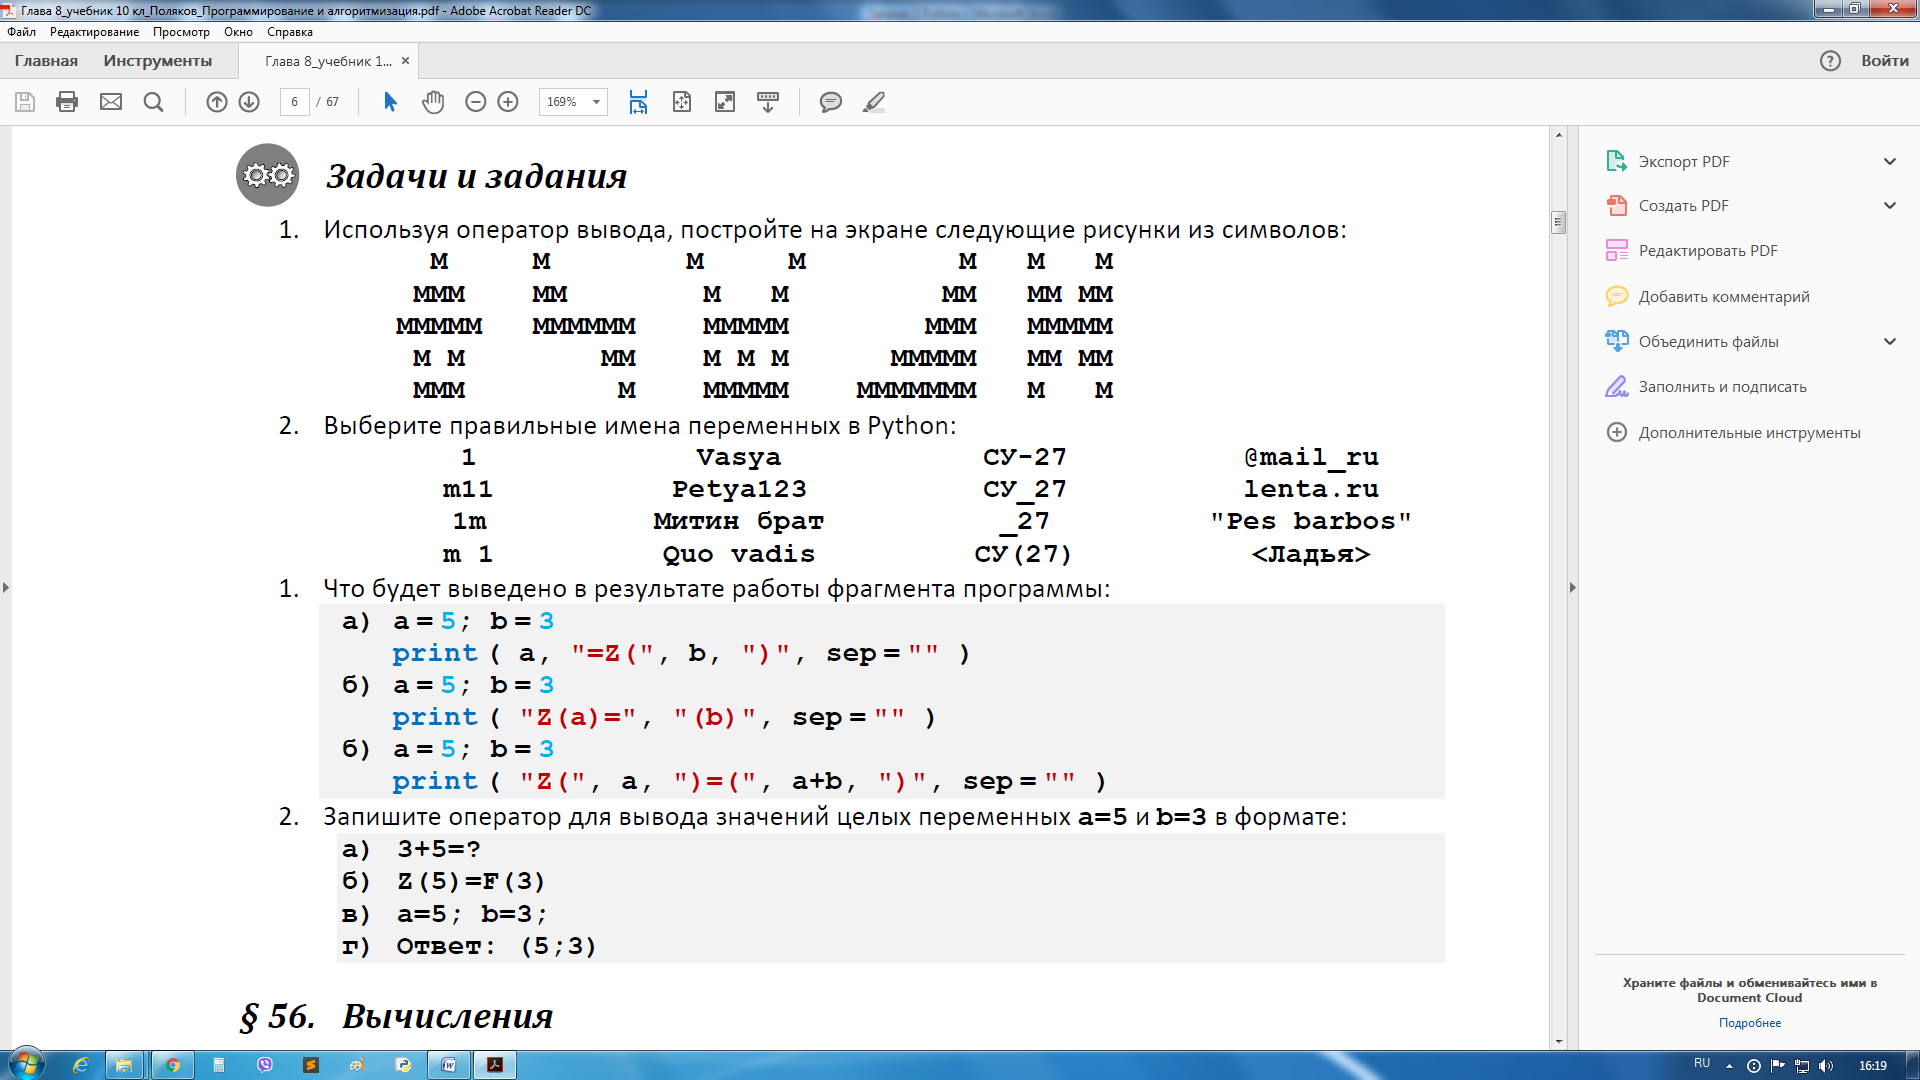 Глава 8_учебник 10 кл_Поляков_Программирование и алгоритмизация.pdf - Adobe Acrobat Reader DC
Файл Редактирование Просмотр Окно Справка
Главная Инструменты Глава 8_учебник 1... × Войти
6 / 67 169%
Задачи и задания
1. Используя оператор вывода, постройте на экране следующие рисунки из символов:
M M M M M M M
MMM MM M M MM MM MM
MMMMM MMMMMM MMMMM MMM MMMMM
M M MM M M M MMMMM MM MM
MMM M MMMMM MMMMMMM M M
2. Выберите правильные имена переменных в Python:
1 Vasya СУ-27 @mail_ru
m11 Petya123 СУ_27 lenta.ru
1m Митин брат _27 "Pes barbos"
m 1 Quo vadis СУ(27) <Ладья>
1. Что будет выведено в результате работы фрагмента программы:
а) a = 5; b = 3
print ( a, "=Z(", b, ")", sep = "" )
б) a = 5; b = 3
print ( "Z(a)=", "(b)", sep = "" )
б) a = 5; b = 3
print ( "Z(", a, ")=(", a+b, ")", sep = "" )
2. Запишите оператор для вывода значений целых переменных a=5 и b=3 в формате:
а) 3+5=?
б) Z(5)=F(3)
в) a=5; b=3;
г) Ответ: (5;3)
§ 56. Вычисления
Экспорт PDF
Создать PDF
Редактировать PDF
Добавить комментарий
Объединить файлы
Заполнить и подписать
Дополнительные инструменты
Храните файлы и обменивайтесь ими в
Document Cloud
Подробнее
RU 16:19